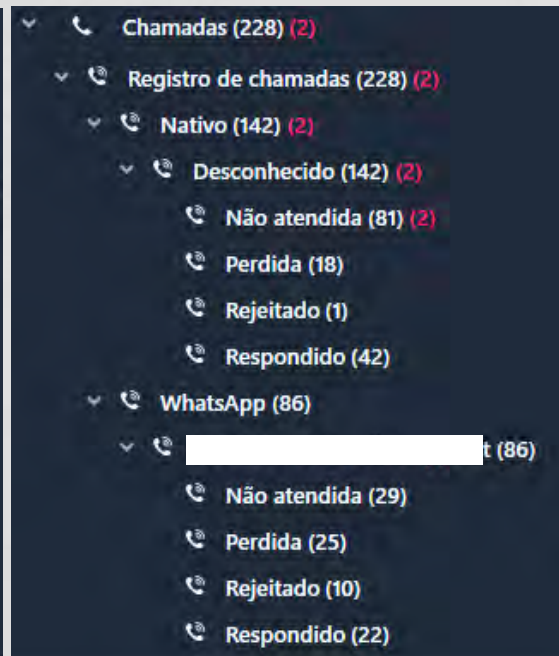 Chamadas (228) (2)
Registro de chamadas (228) (2)
Nativo (142) (2)
Desconhecido (142) (2)
Não atendida (81) (2)
Perdida (18)
Rejeitado (1)
Respondido (42)
WhatsApp (86)
t (86)
Não atendida (29)
Perdida (25)
Rejeitado (10)
Respondido (22)